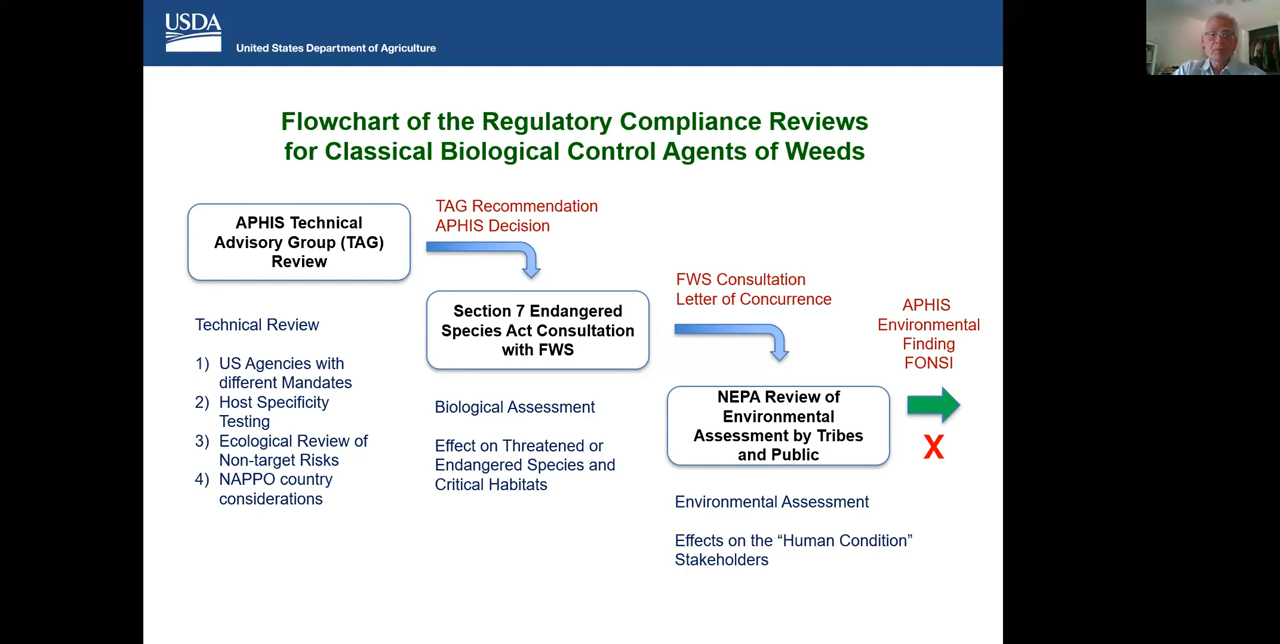 USDA
United States Department of Agriculture
Flowchart of the Regulatory Compliance Reviews
for Classical Biological Control Agents of Weeds
APHIS Technical
Advisory Group (TAG)
Review
TAG Recommendation
APHIS Decision
Technical Review
1) US Agencies with
different Mandates
2) Host Specificity
Testing
3) Ecological Review of
Non-target Risks
4) NAPPO country
considerations
Section 7 Endangered
Species Act Consultation
with FWS
FWS Consultation
Letter of Concurrence
Biological Assessment
Effect on Threatened or
Endangered Species and
Critical Habitats
NEPA Review of
Environmental
Assessment by Tribes
and Public
APHIS
Environmental
Finding
FONSI
X
Environmental Assessment
Effects on the “Human Condition”
Stakeholders